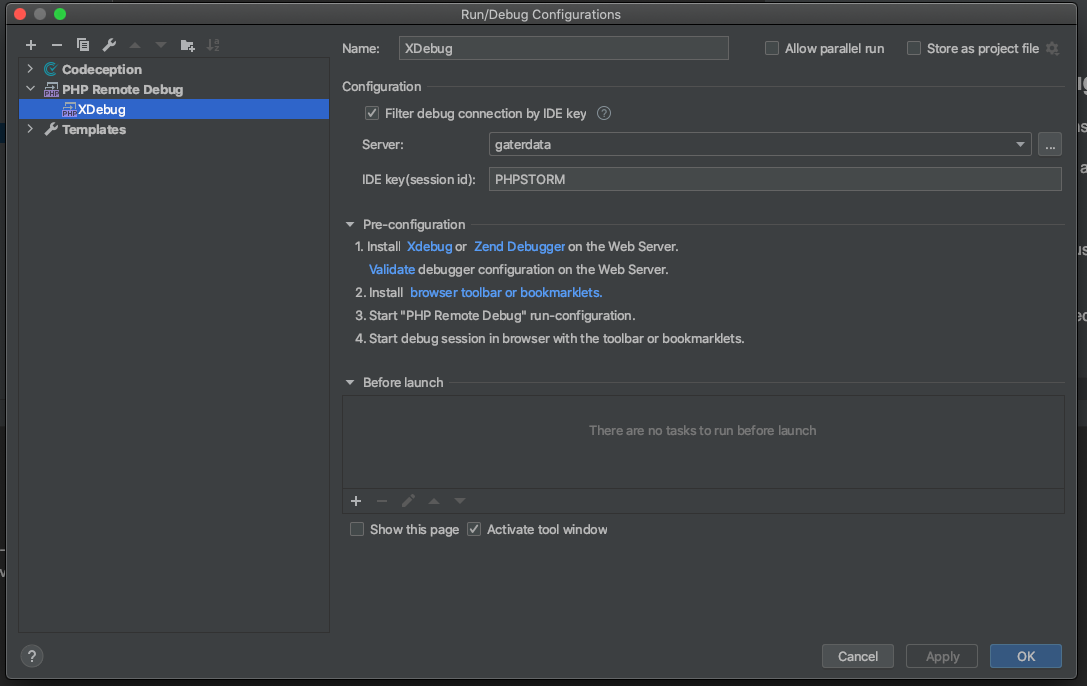 Run/Debug Configurations
Name: XDebug Allow parallel run Store as project file
Codeception
PHP Remote Debug
XDebug
Templates
Configuration
Filter debug connection by IDE key ?
Server: gaterdata ...
IDE key(session id): PHPSTORM
Pre-configuration
1. Install Xdebug or Zend Debugger on the Web Server.
Validate debugger configuration on the Web Server.
2. Install browser toolbar or bookmarklets.
3. Start "PHP Remote Debug" run-configuration.
4. Start debug session in browser with the toolbar or bookmarklets.
Before launch
There are no tasks to run before launch
Show this page Activate tool window
? Cancel Apply OK